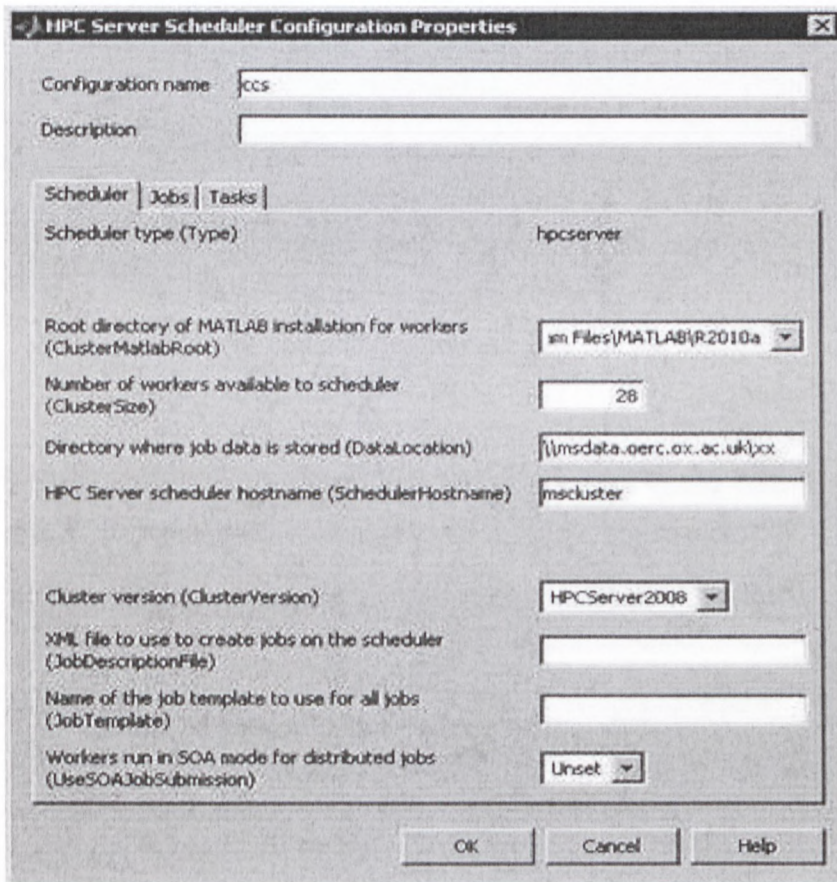 HPC Server Scheduler Configuration Properties
Configuration name ccs
Description
Scheduler Jobs Tasks
Scheduler type (Type) hpcserver
Root directory of MATLAB installation for workers
(ClusterMatlabRoot)
Files\MATLAB\R2010a
Number of workers available to scheduler
(ClusterSize)
28
Directory where job data is stored (DataLocation) \\msdata.oerc.ox.ac.uk\xx
HPC Server scheduler hostname (SchedulerHostname) mscluster
Cluster version (ClusterVersion) HPCServer2008
XML file to use to create jobs on the scheduler
(JobDescriptionFile)
Name of the job template to use for all jobs
(JobTemplate)
Workers run in SOA mode for distributed jobs
(UseSOAJobSubmission)
Unset
OK Cancel Help